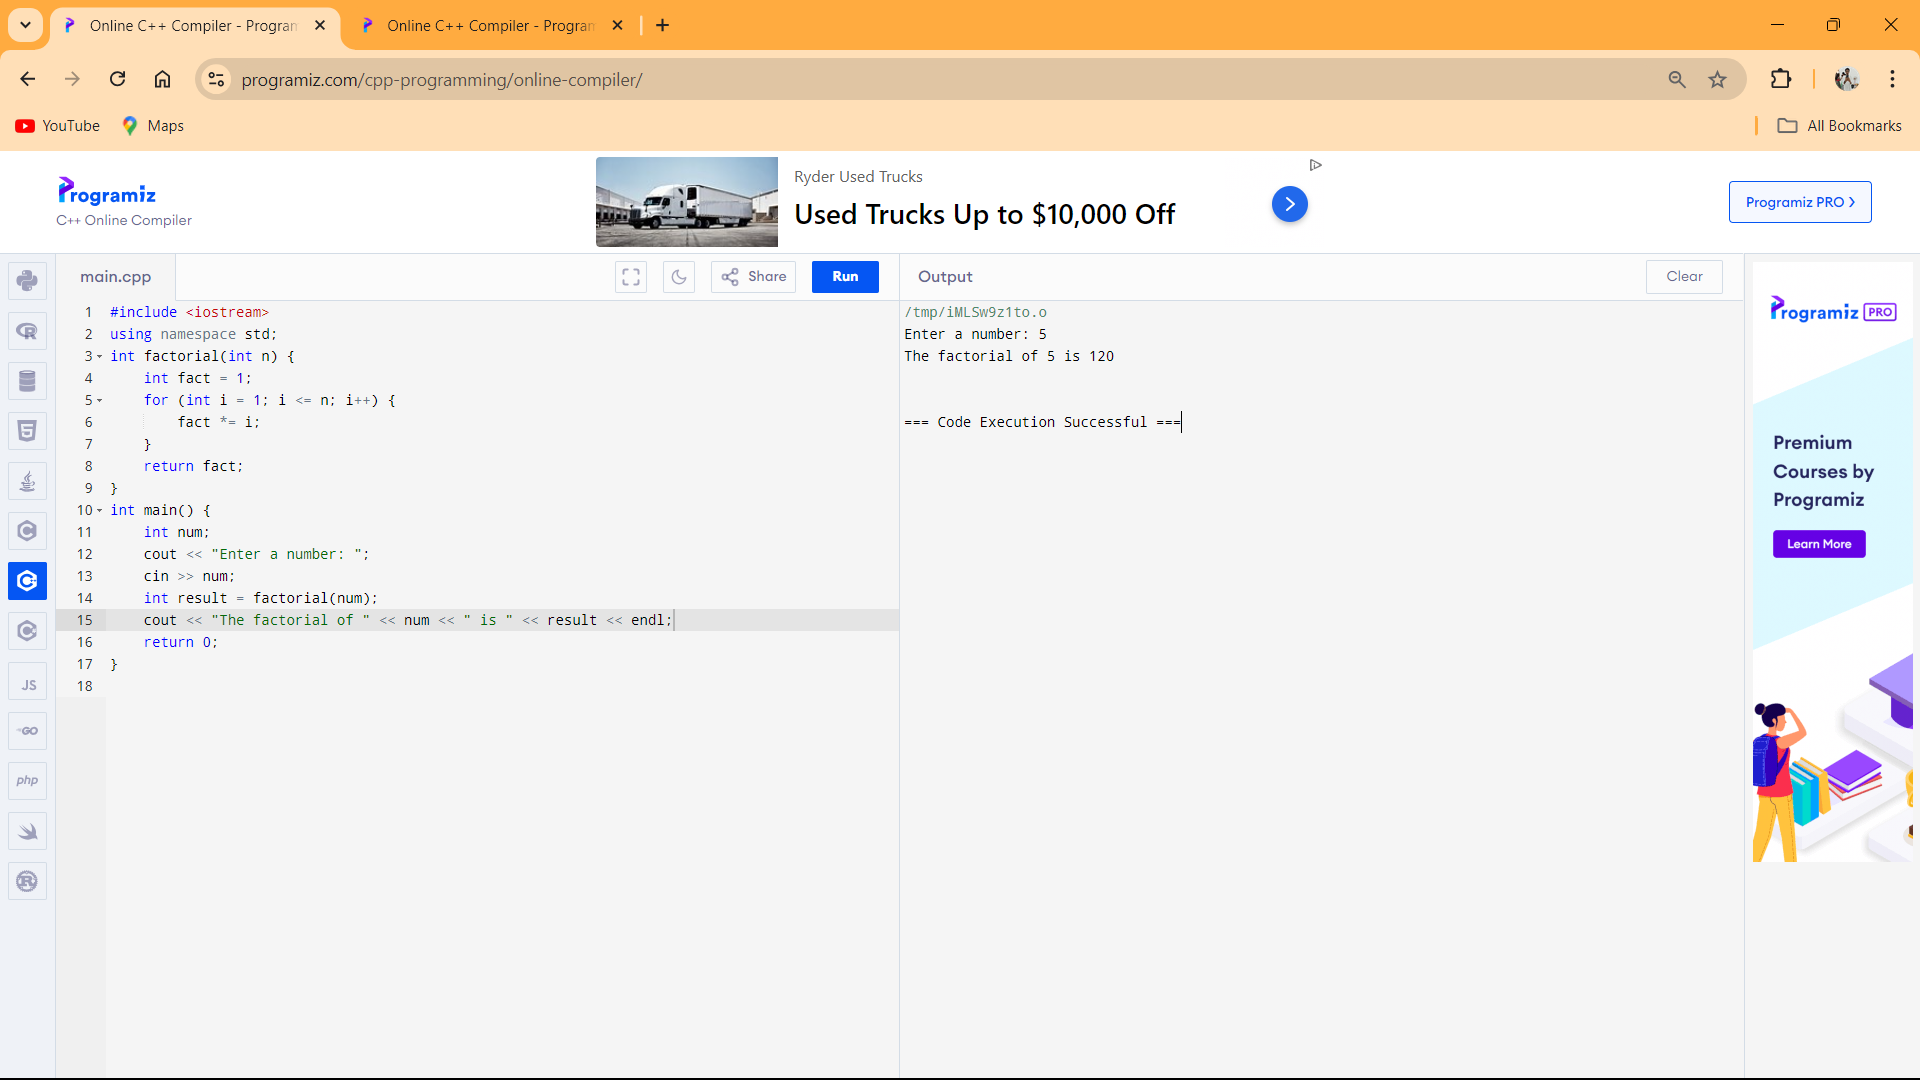 Online C++ Compiler - Program
Online C++ Compiler - Program
programiz.com/cpp-programming/online-compiler/
YouTube
Maps
All Bookmarks
Programiz
C++ Online Compiler
Ryder Used Trucks
Used Trucks Up to $10,000 Off
Programiz PRO
main.cpp
Share
Run
Output
Clear
1 #include <iostream>
2 using namespace std;
3 int factorial(int n) {
4     int fact = 1;
5     for (int i = 1; i <= n; i++) {
6         fact *= i;
7     }
8     return fact;
9 }
10 int main() {
11     int num;
12     cout << "Enter a number: ";
13     cin >> num;
14     int result = factorial(num);
15     cout << "The factorial of " << num << " is " << result << endl;
16     return 0;
17 }
18
/tmp/iMLSw9z1to.o
Enter a number: 5
The factorial of 5 is 120
=== Code Execution Successful ===
JS
GO
php
Programiz PRO
Premium
Courses by
Programiz
Learn More